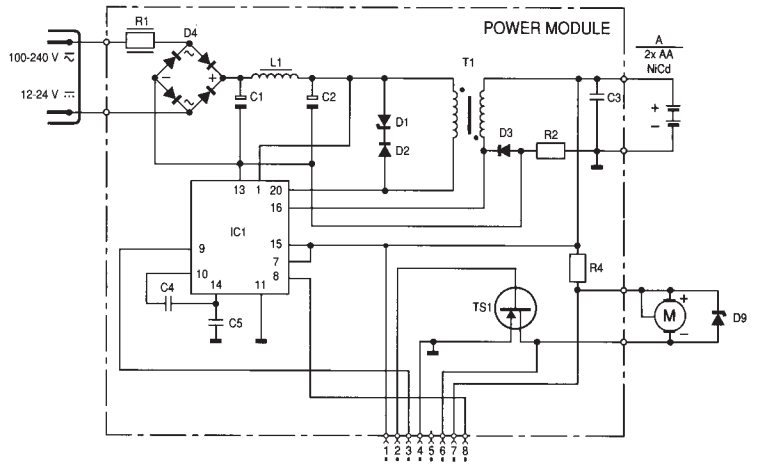 POWER MODULE
R1
D4
A
2x AA
NiCd
100-240 V ≂
12-24 V ⎓
~
− +
~
L1
T1
C1
C2
D1
D2
D3
R2
C3
+
−
13 1 20
16
IC1
9
15
7
10
8
14 11
C4
C5
R4
TS1
M
+
−
D9
1 2 3 4 5 6 7 8